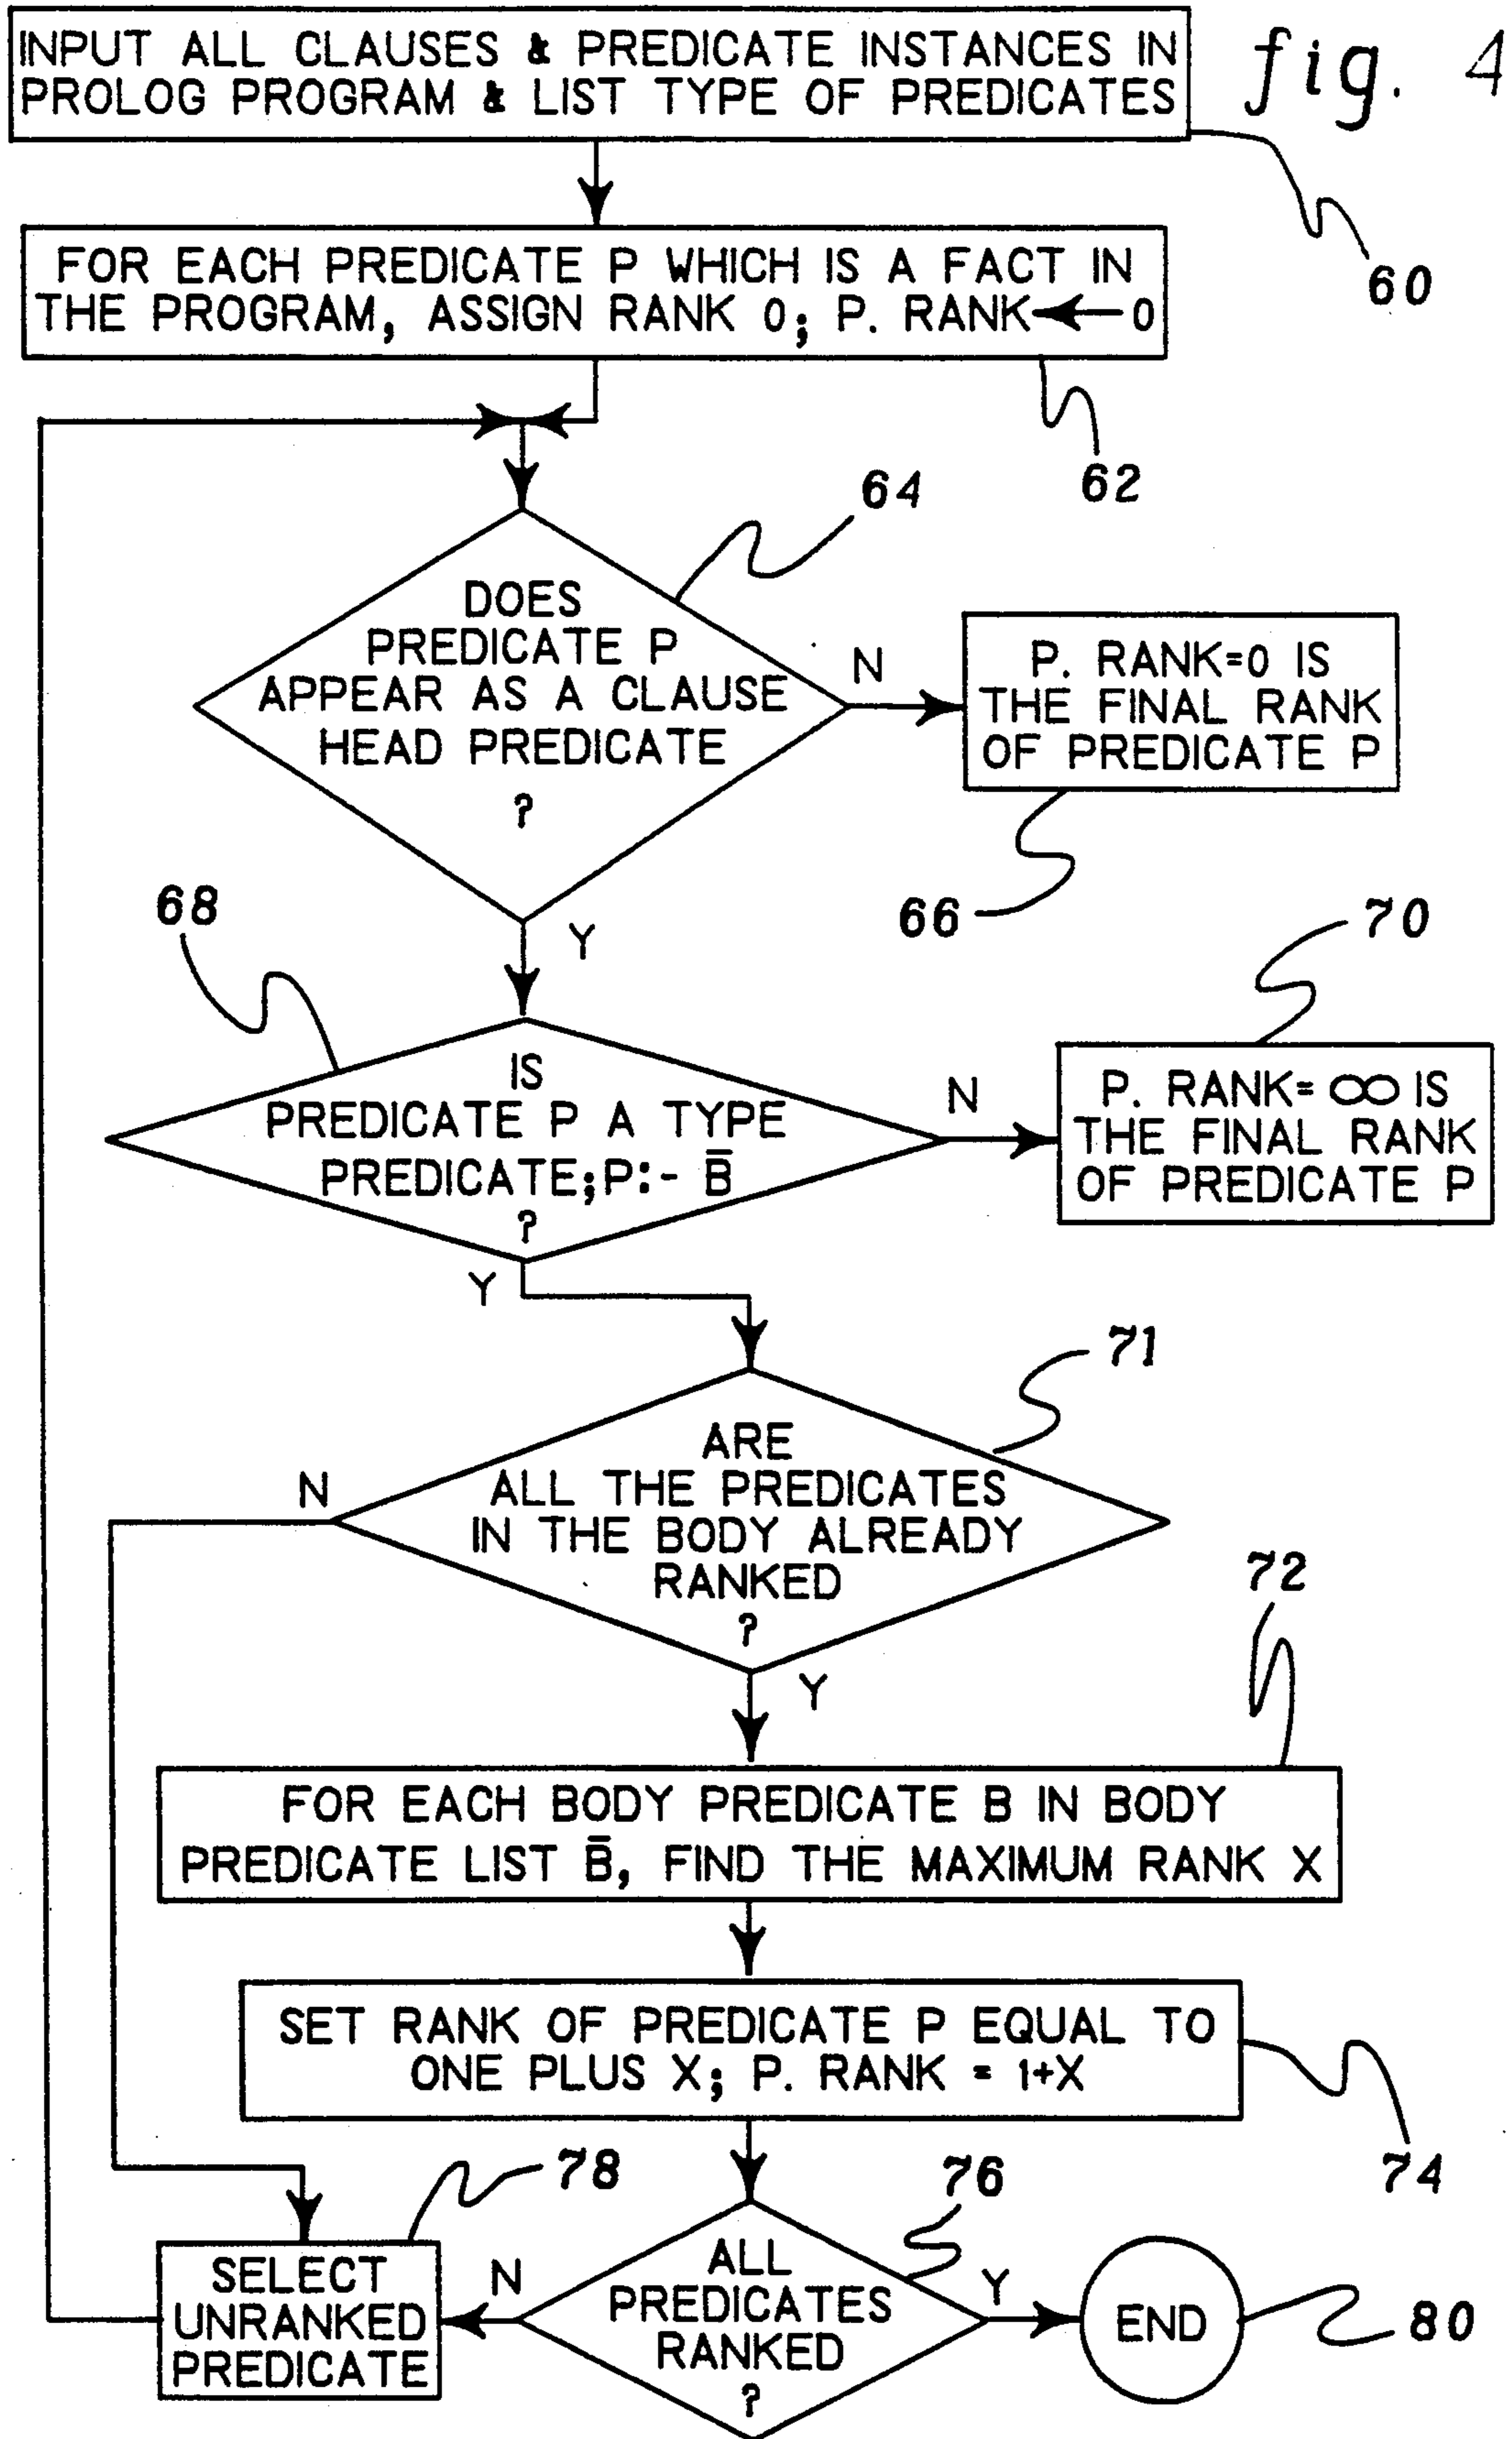 INPUT ALL CLAUSES & PREDICATE INSTANCES IN
PROLOG PROGRAM & LIST TYPE OF PREDICATES
fig. 4
60
FOR EACH PREDICATE P WHICH IS A FACT IN
THE PROGRAM, ASSIGN RANK 0; P. RANK←0
62
64
DOES
PREDICATE P
APPEAR AS A CLAUSE
HEAD PREDICATE
?
N
P. RANK=0 IS
THE FINAL RANK
OF PREDICATE P
66
Y
68
70
IS
PREDICATE P A TYPE
PREDICATE;P:- B̅
?
N
P. RANK=∞ IS
THE FINAL RANK
OF PREDICATE P
Y
71
ARE
ALL THE PREDICATES
IN THE BODY ALREADY
RANKED
?
N
Y
72
FOR EACH BODY PREDICATE B IN BODY
PREDICATE LIST B̅, FIND THE MAXIMUM RANK X
SET RANK OF PREDICATE P EQUAL TO
ONE PLUS X; P. RANK = 1+X
74
78
76
SELECT
UNRANKED
PREDICATE
N
ALL
PREDICATES
RANKED
?
Y
END
80